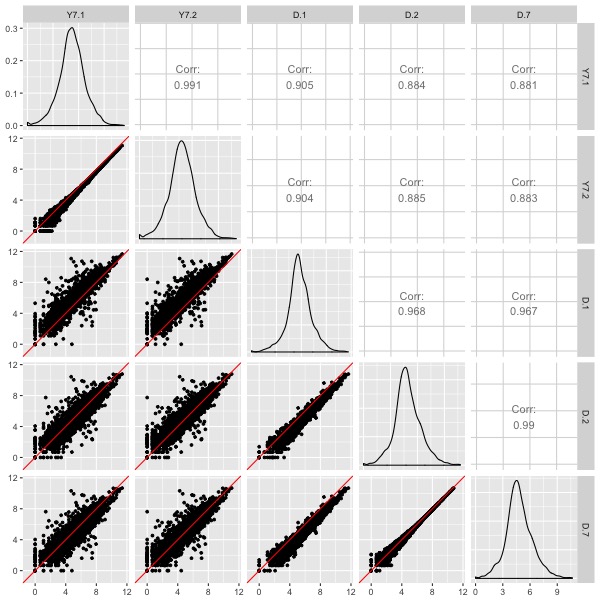 Y7.1 Y7.2 D.1 D.2 D.7
0.3
0.2
0.1
0.0
Corr:
0.991
Corr:
0.905
Corr:
0.884
Corr:
0.881
Y7.1
12
8
4
0
Corr:
0.904
Corr:
0.885
Corr:
0.883
Y7.2
12
8
4
0
Corr:
0.968
Corr:
0.967
D.1
12
8
4
0
Corr:
0.99
D.2
12
8
4
0
D.7
0 4 8 12 0 4 8 12 0 4 8 12 0 4 8 12 0 3 6 9